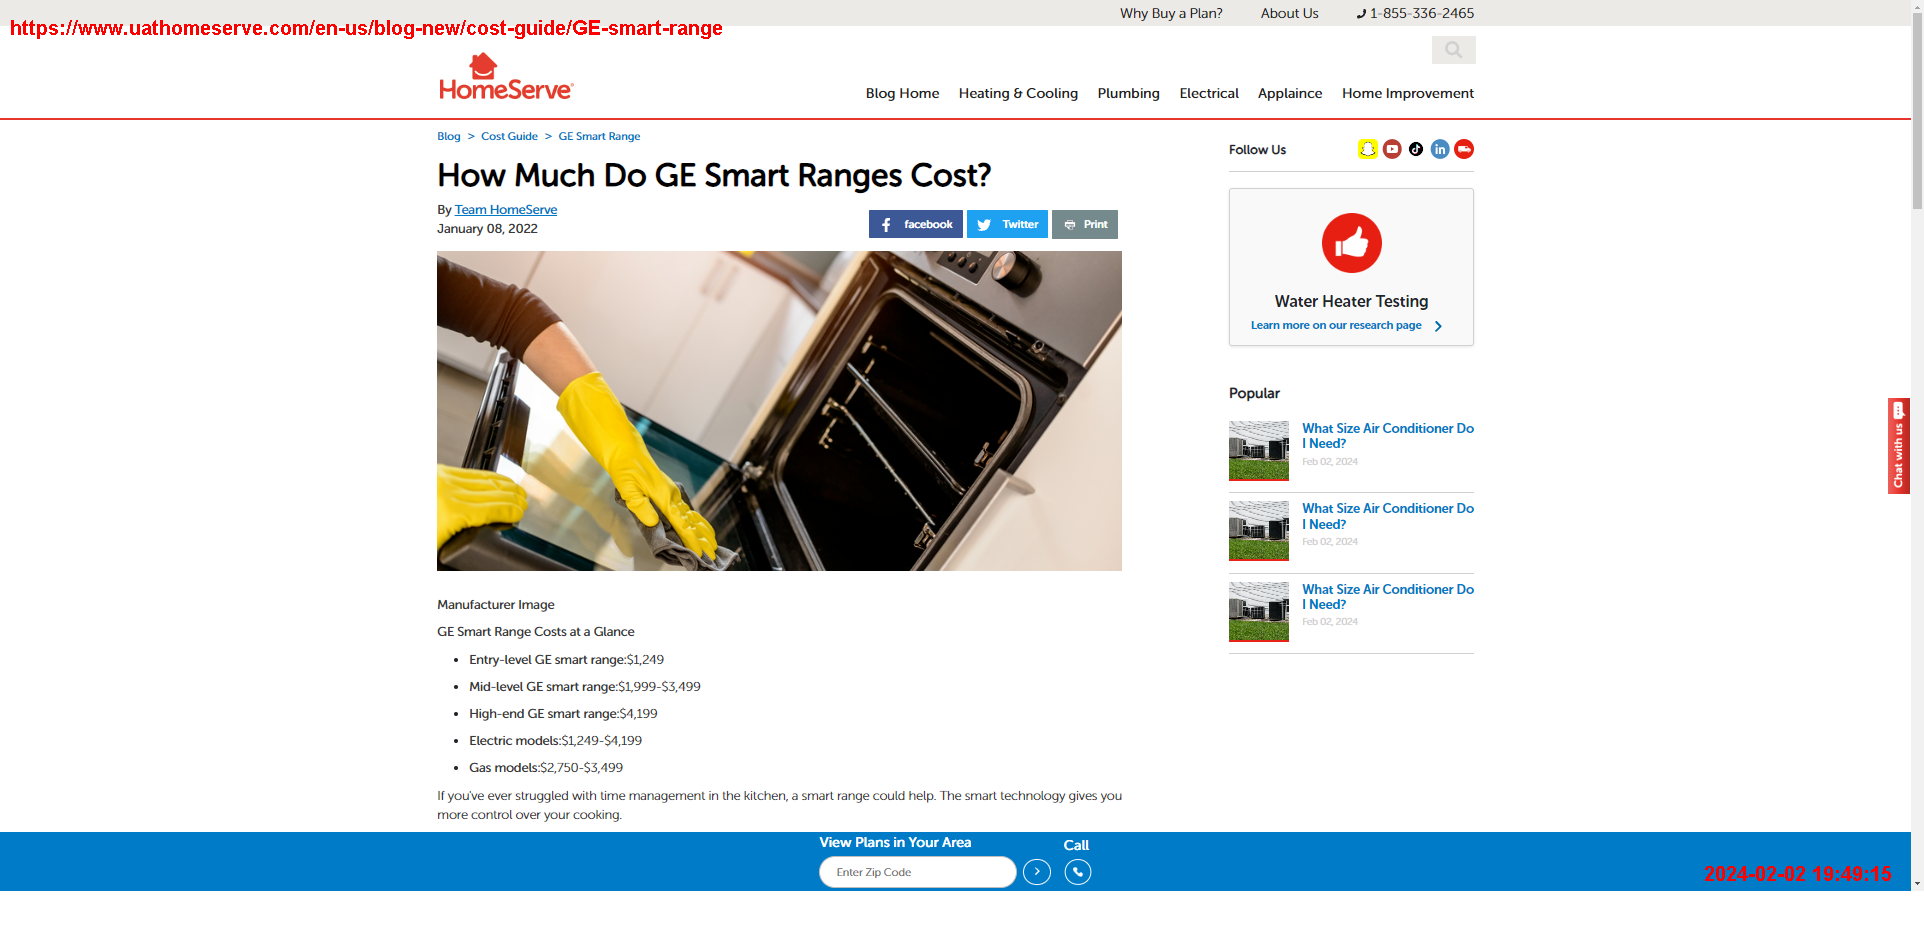 Why Buy a Plan? About Us 1-855-336-2465
https://www.uathomeserve.com/en-us/blog-new/cost-guide/GE-smart-range
HomeServe
Blog Home Heating & Cooling Plumbing Electrical Applaince Home Improvement
Blog > Cost Guide > GE Smart Range
How Much Do GE Smart Ranges Cost?
By Team HomeServe
January 08, 2022
facebook Twitter Print
Manufacturer Image
GE Smart Range Costs at a Glance
• Entry-level GE smart range:$1,249
• Mid-level GE smart range:$1,999-$3,499
• High-end GE smart range:$4,199
• Electric models:$1,249-$4,199
• Gas models:$2,750-$3,499
If you've ever struggled with time management in the kitchen, a smart range could help. The smart technology gives you
more control over your cooking.
Follow Us
in
Water Heater Testing
Learn more on our research page
Popular
What Size Air Conditioner Do
I Need?
Feb 02, 2024
What Size Air Conditioner Do
I Need?
Feb 02, 2024
What Size Air Conditioner Do
I Need?
Feb 02, 2024
Chat with us
View Plans in Your Area
Enter Zip Code
Call
2024-02-02 19:49:15